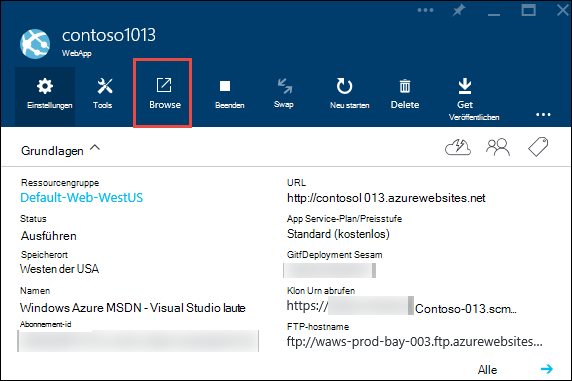 contoso1013
WebApp
Einstellungen
Tools
Browse
Beenden
Swap
Neu starten
Delete
Get
Veröffentlichen
Grundlagen
Ressourcengruppe
Default-Web-WestUS
Status
Ausführen
Speicherort
Westen der USA
Namen
Windows Azure MSDN - Visual Studio laute
Abonnement-id
URL
http://contosol 013.azurewebsites.net
App Service-Plan/Preisstufe
Standard (kostenlos)
GitfDeployment Sesam
Klon Urn abrufen
https:/
Contoso-013.scm...
FTP-hostname
ftp://waws-prod-bay-003.ftp.azurewebsites...
Alle